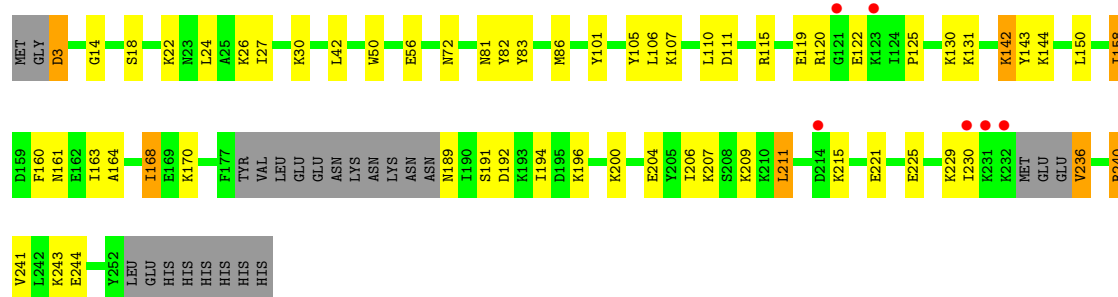 MET GLY D3 G14 S18 K22 N23 L24 A25 K26 I27 K30 L42 W50 E56 N72 N81 Y82 Y83 M86 Y101 Y105 L106 K107 L110 D111 R115 E119 R120 G121 E122 K123 I124 P125 K130 K131 K142 Y143 K144 L150
D159 F160 N161 E162 I163 A164 I168 E169 K170 F177 TYR VAL LEU GLU GLU ASN LYS ASN LYS ASN ASN N189 I190 S191 D192 K193 I194 D195 K196 K200 E204 Y205 I206 K207 S208 K209 K210 L211 D214 K215 E221 E225 K229 I230 K231 K232 MET GLU GLU V236
V241 L242 K243 E244 Y252 LEU GLU HIS HIS HIS HIS HIS HIS